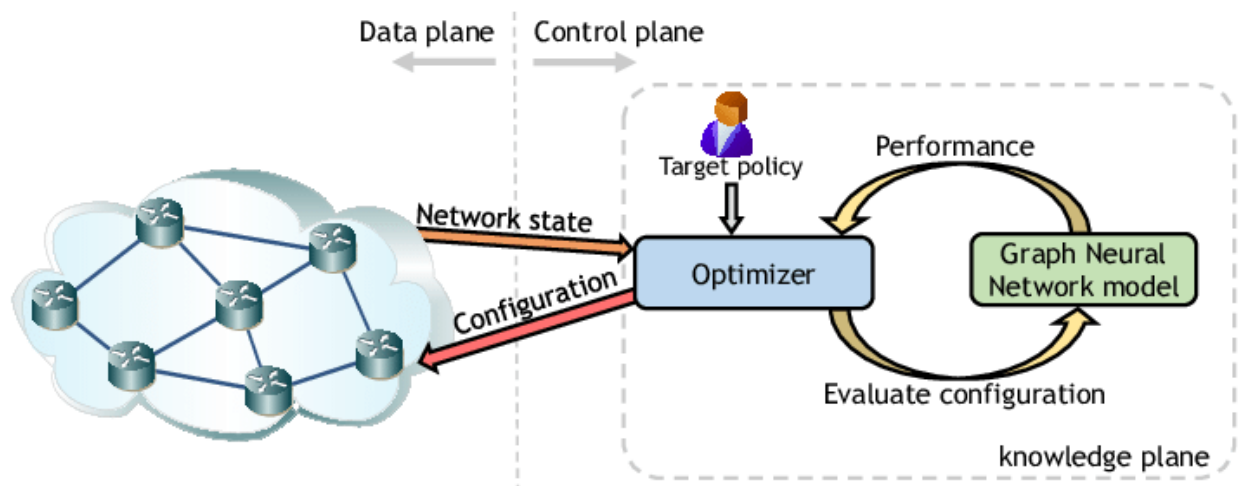 Data plane
Control plane
Target policy
Performance
Network state
Optimizer
Graph Neural
Network model
Configuration
Evaluate configuration
knowledge plane